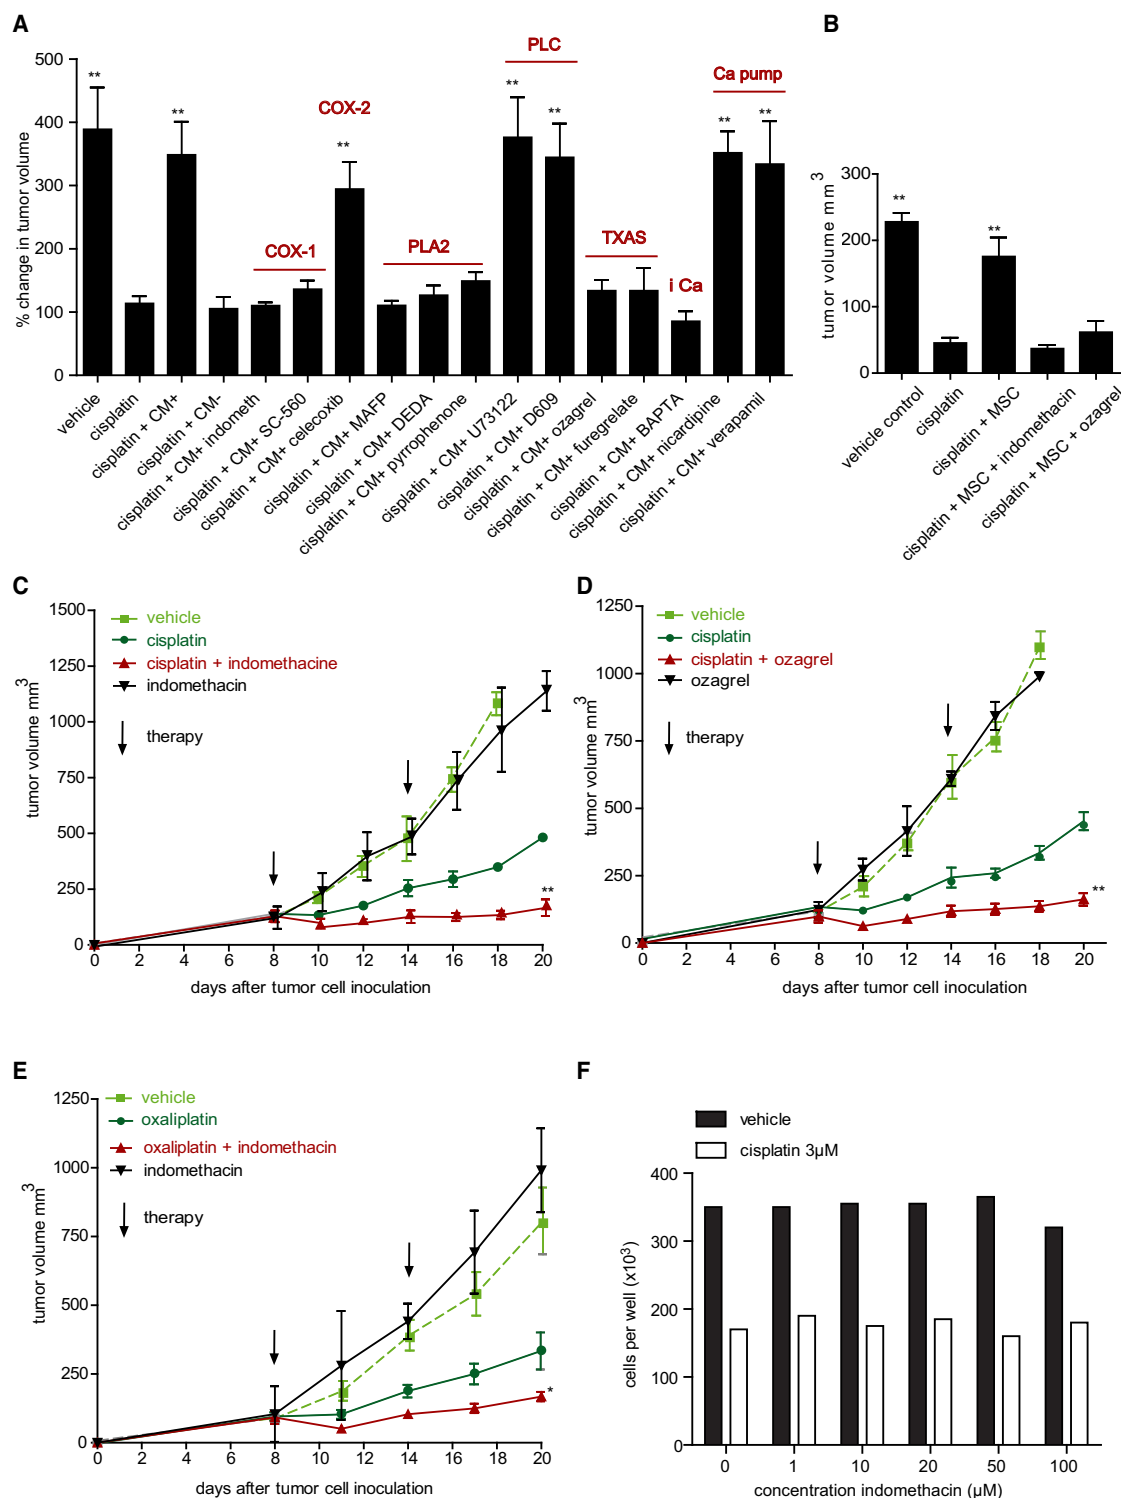 A
% change in tumor volume
500
400
300
200
100
0
**
**
**
**
**
**
**
COX-1
COX-2
PLA2
PLC
TXAS
i Ca
Ca pump
vehicle
cisplatin
cisplatin + CM+
cisplatin + CM-
cisplatin + CM+ indometh
cisplatin + CM+ SC-560
cisplatin + CM+ celecoxib
cisplatin + CM+ MAFP
cisplatin + CM+ DEDA
cisplatin + CM+ pyrrophenone
cisplatin + CM+ U73122
cisplatin + CM+ D609
cisplatin + CM+ ozagrel
cisplatin + CM+ furegrelate
cisplatin + CM+ BAPTA
cisplatin + CM+ nicardipine
cisplatin + CM+ verapamil
B
tumor volume mm3
300
200
100
0
**
**
vehicle control
cisplatin
cisplatin + MSC
cisplatin + MSC + indomethacin
cisplatin + MSC + ozagrel
C
tumor volume mm3
1500
1250
1000
750
500
250
0
vehicle
cisplatin
cisplatin + indomethacine
indomethacin
therapy
**
0 2 4 6 8 10 12 14 16 18 20
days after tumor cell inoculation
D
tumor volume mm3
1250
1000
750
500
250
0
vehicle
cisplatin
cisplatin + ozagrel
ozagrel
therapy
**
0 2 4 6 8 10 12 14 16 18 20
days after tumor cell inoculation
E
tumor volume mm3
1250
1000
750
500
250
0
vehicle
oxaliplatin
oxaliplatin + indomethacin
indomethacin
therapy
*
0 2 4 6 8 10 12 14 16 18 20
days after tumor cell inoculation
F
vehicle
cisplatin 3µM
cells per well (x103)
400
300
200
100
0
0 1 10 20 50 100
concentration indomethacin (µM)